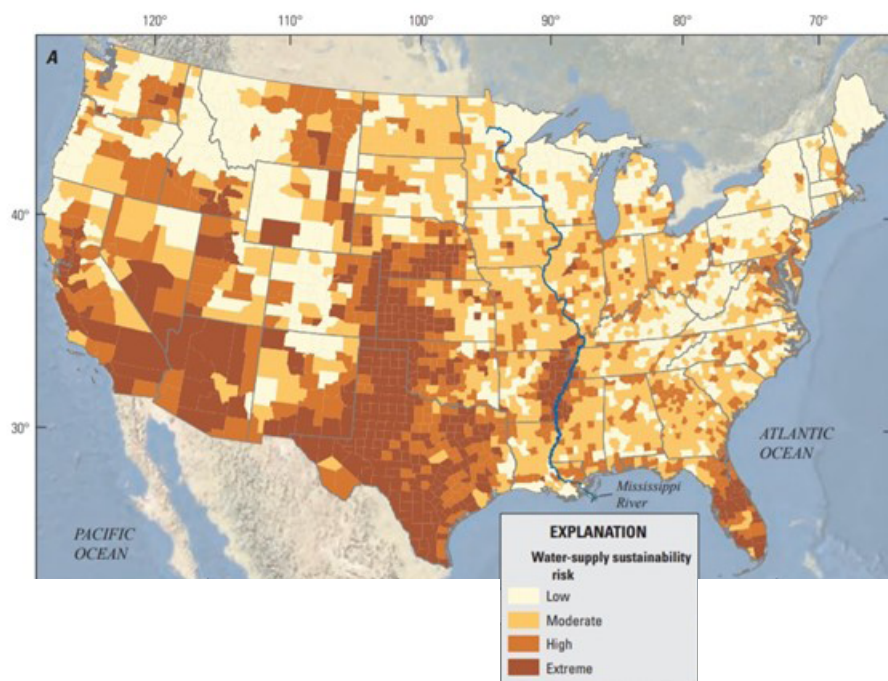 120° 110° 100° 90° 80° 70°
A
40°
30°
ATLANTIC
OCEAN
Mississippi
River
PACIFIC
OCEAN
EXPLANATION
Water-supply sustainability
risk
Low
Moderate
High
Extreme